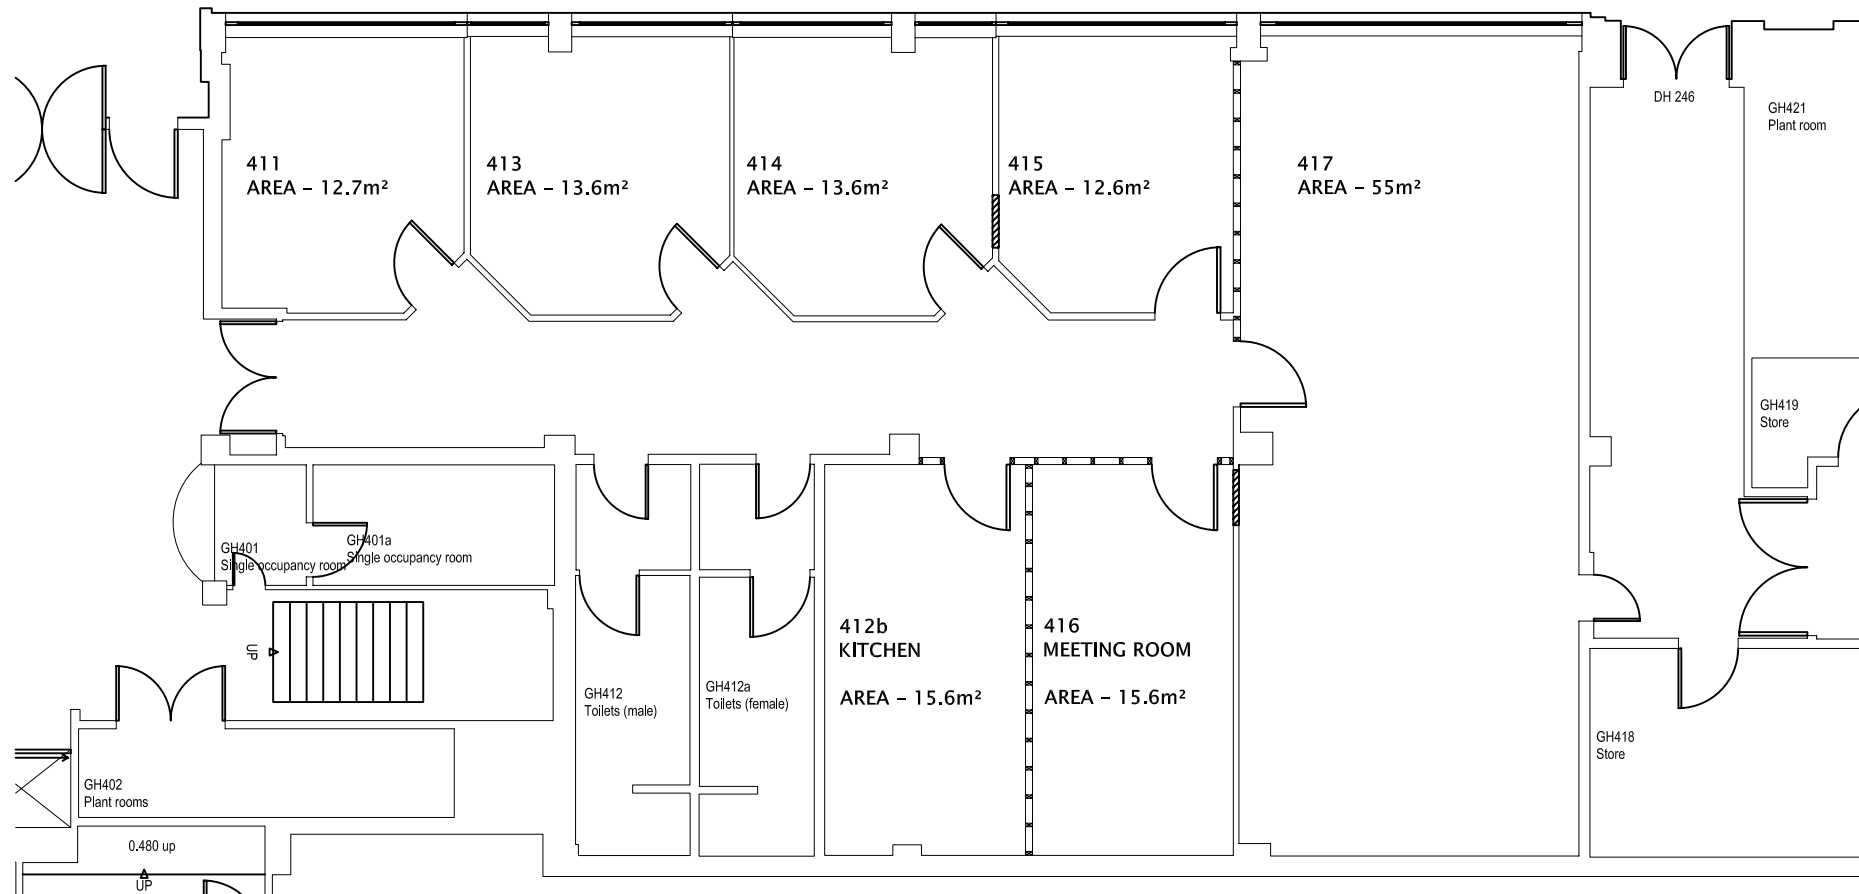 DH 246
GH421
Plant room
411
AREA – 12.7m²
413
AREA – 13.6m²
414
AREA – 13.6m²
415
AREA – 12.6m²
417
AREA – 55m²
GH419
Store
GH401
Single occupancy room
GH401a
Single occupancy room
UP
412b
KITCHEN
AREA – 15.6m²
416
MEETING ROOM
AREA – 15.6m²
GH412
Toilets (male)
GH412a
Toilets (female)
GH418
Store
GH402
Plant rooms
0.480 up
UP